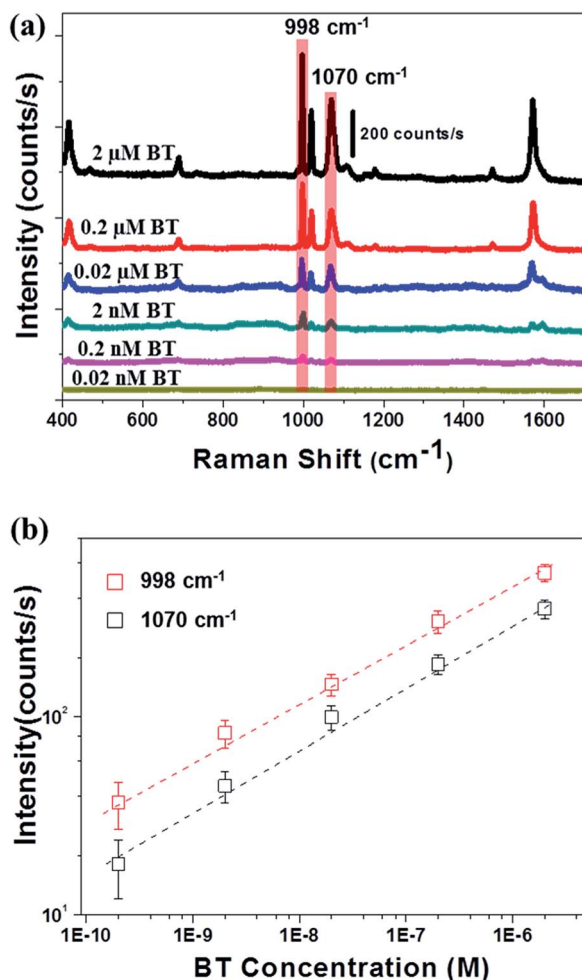 (a)
998 cm⁻¹
1070 cm⁻¹
200 counts/s
2 μM BT
0.2 μM BT
0.02 μM BT
2 nM BT
0.2 nM BT
0.02 nM BT
Intensity (counts/s)
400 600 800 1000 1200 1400 1600
Raman Shift (cm⁻¹)
(b)
998 cm⁻¹
1070 cm⁻¹
Intensity(counts/s)
10²
10¹
1E-10 1E-9 1E-8 1E-7 1E-6
BT Concentration (M)